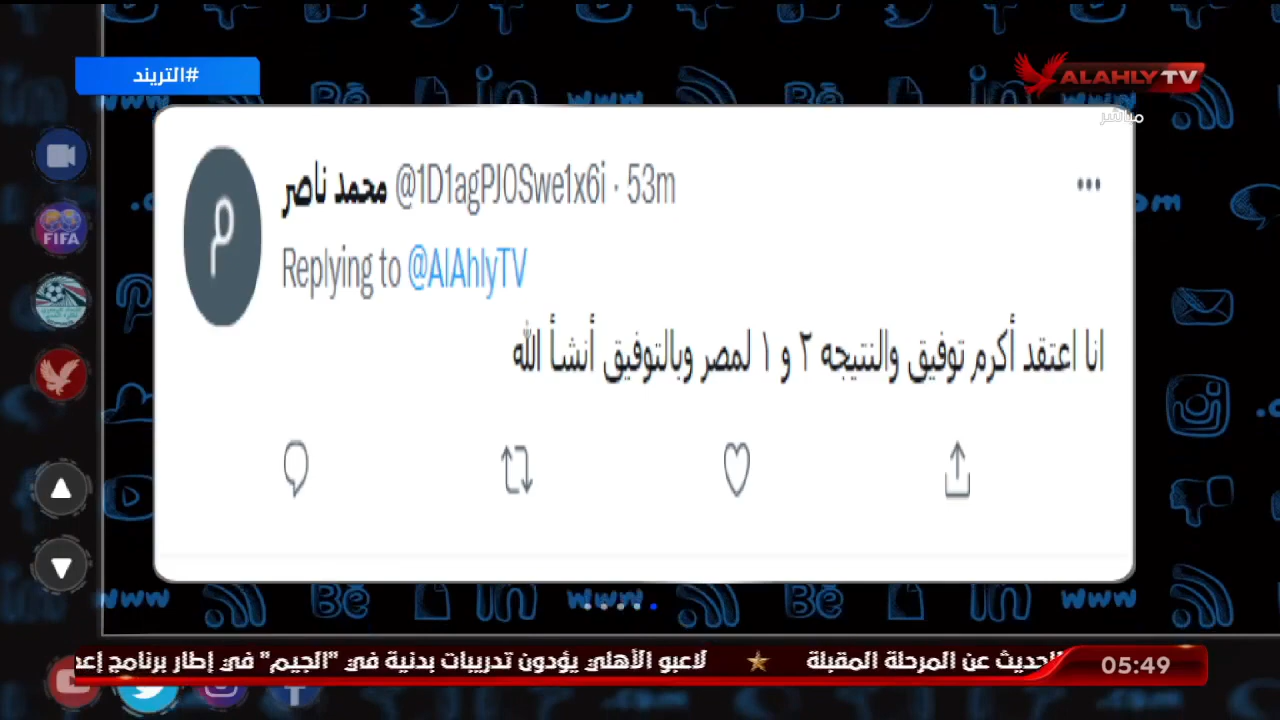 #التريند
ALAHLY TV
مباشر
محمد ناصر @1D1agPJOSwe1x6i · 53m
م
Replying to @AlAhlyTV
انا اعتقد أكرم توفيق والنتيجه ٢ و ١ لمصر وبالتوفيق أنشأ الله
FIFA
الحديث عن المرحلة المقبلة ★ لاعبو الأهلي يؤدون تدريبات بدنية في "الجيم" في إطار برنامج
05:49